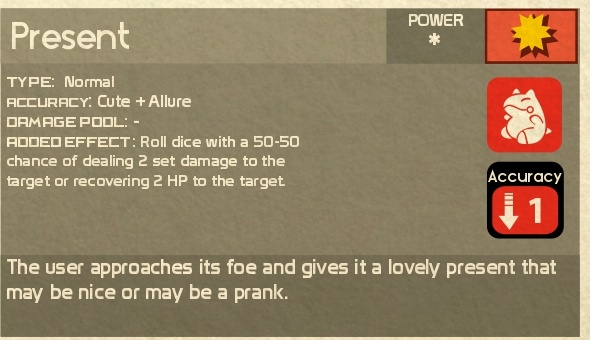 Present
POWER
*
TYPE: Normal
ACCURACY: Cute + Allure
DAMAGE POOL: -
ADDED EFFECT: Roll dice with a 50-50
chance of dealing 2 set damage to the
target or recovering 2 HP to the target.
Accuracy
1
The user approaches its foe and gives it a lovely present that
may be nice or may be a prank.